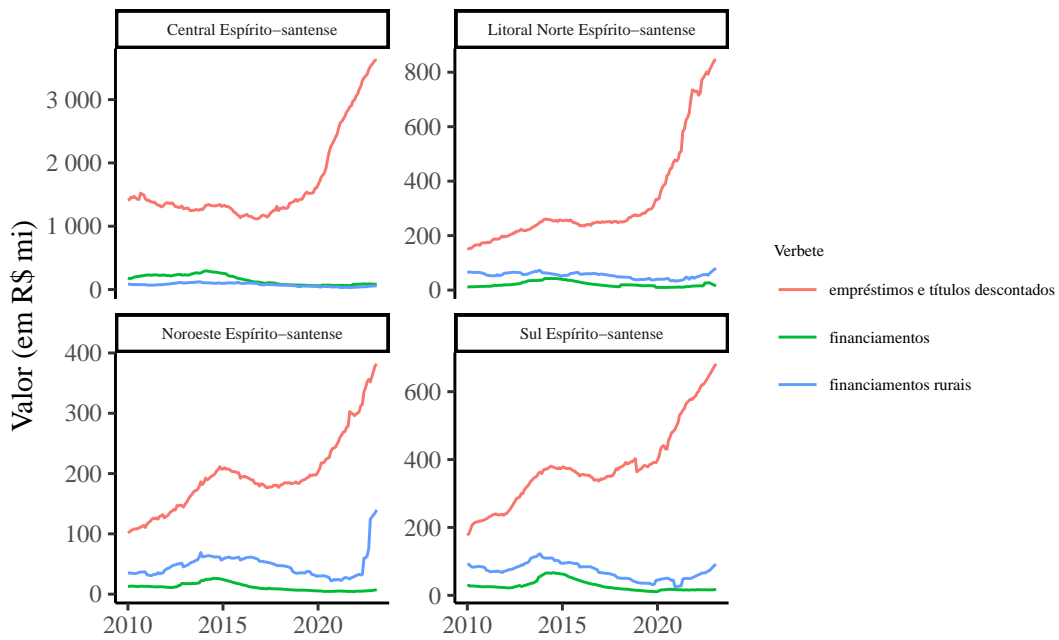 Central Espírito−santense
Litoral Norte Espírito−santense
3 000
2 000
1 000
0
800
600
400
200
0
Noroeste Espírito−santense
Sul Espírito−santense
400
300
200
100
0
600
400
200
0
2010
2015
2020
2010
2015
2020
Valor (em R$ mi)
Verbete
empréstimos e títulos descontados
financiamentos
financiamentos rurais